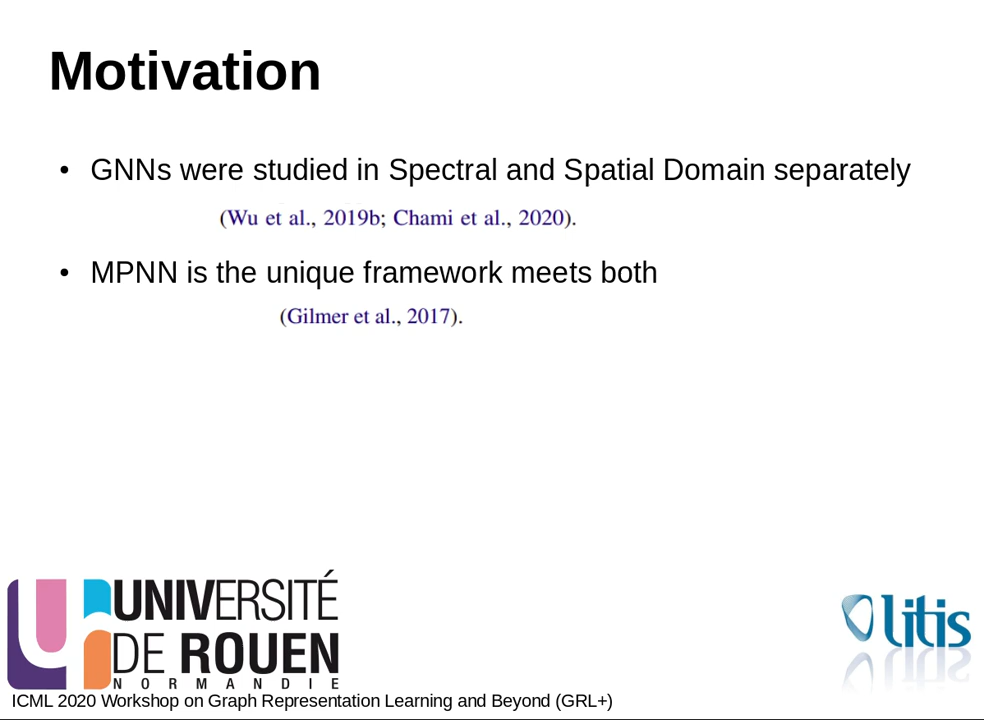 Motivation
• GNNs were studied in Spectral and Spatial Domain separately
(Wu et al., 2019b; Chami et al., 2020).
• MPNN is the unique framework meets both
(Gilmer et al., 2017).
UNIVERSITÉ
DE ROUEN
NORMANDIE
litis
ICML 2020 Workshop on Graph Representation Learning and Beyond (GRL+)